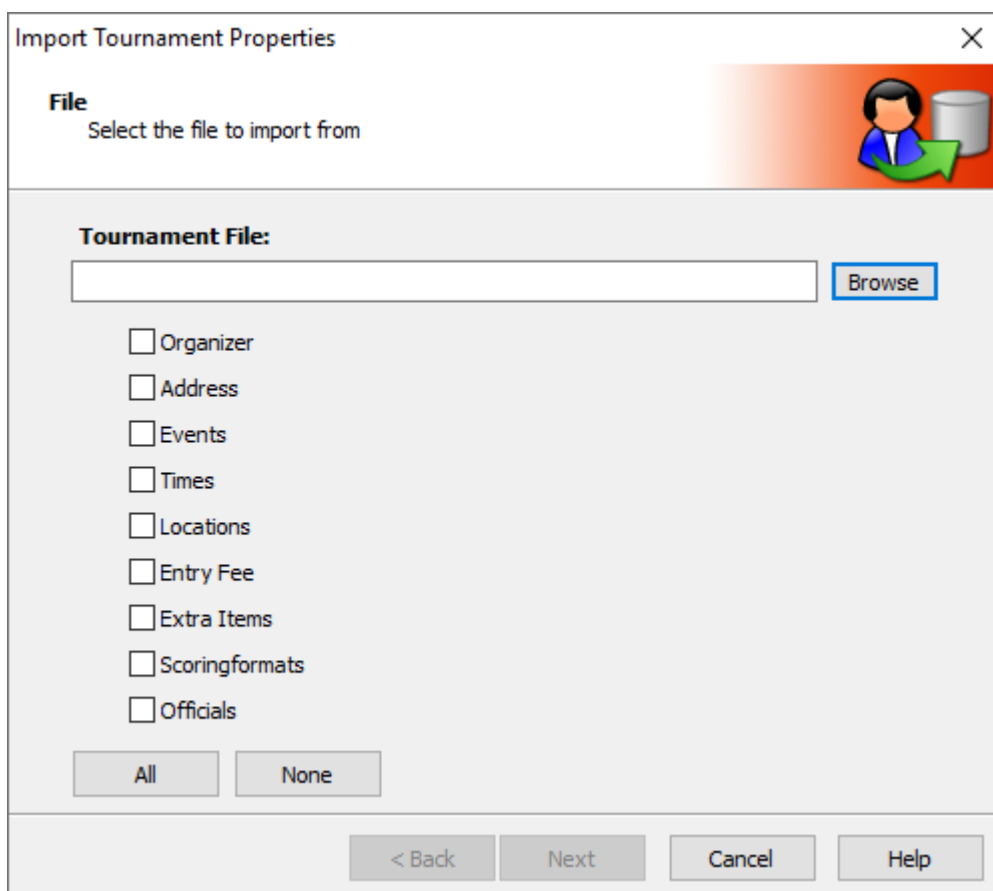 Import Tournament Properties
File
Select the file to import from
Tournament File:
Browse
Organizer
Address
Events
Times
Locations
Entry Fee
Extra Items
Scoringformats
Officials
All None
< Back Next Cancel Help